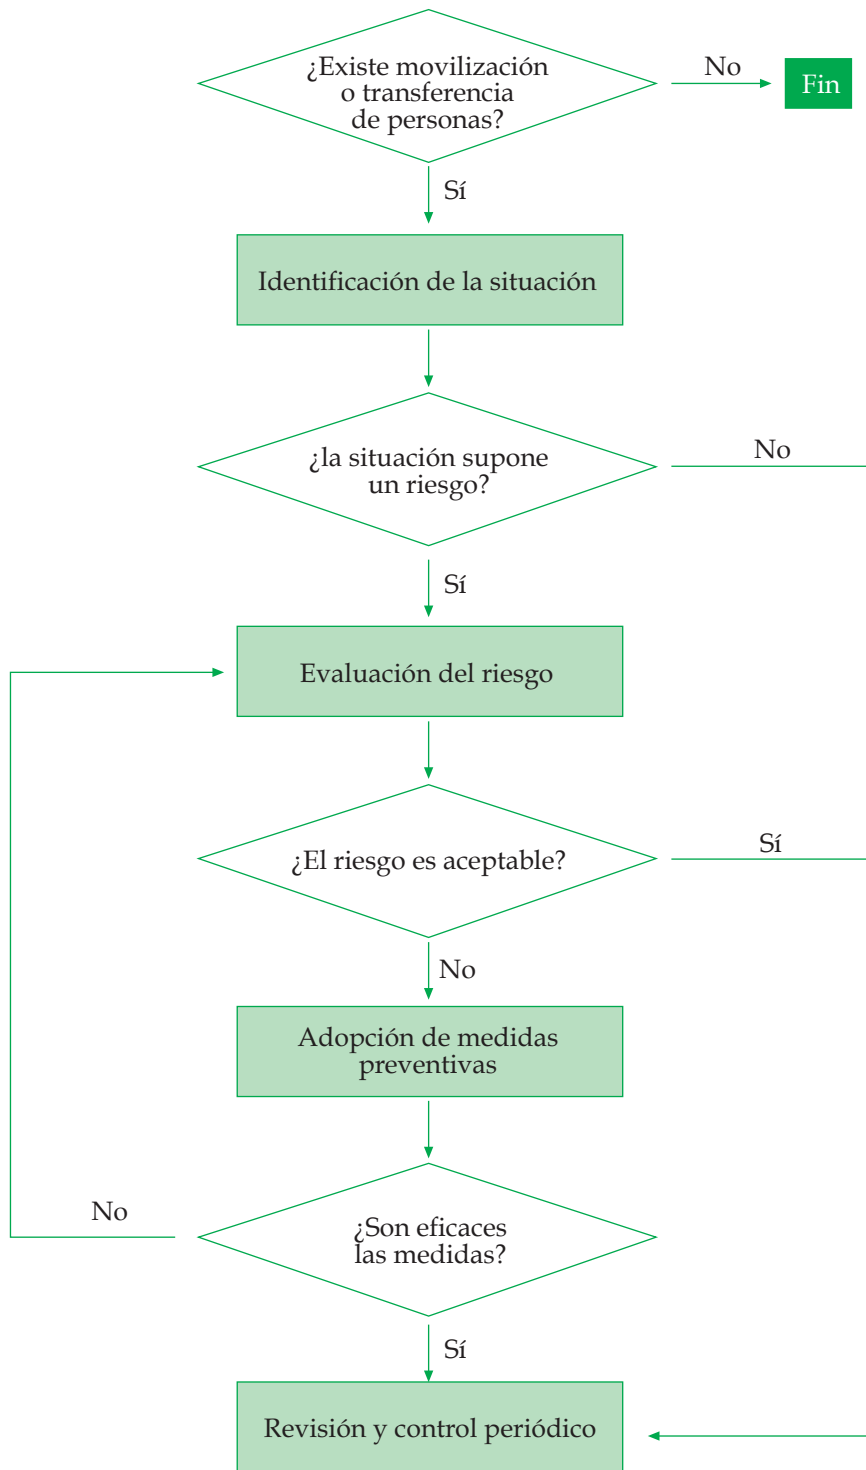 ¿Existe movilización
o transferencia
de personas?
No
Fin
Sí
Identificación de la situación
¿la situación supone
un riesgo?
No
Sí
Evaluación del riesgo
¿El riesgo es aceptable?
Sí
No
Adopción de medidas
preventivas
¿Son eficaces
las medidas?
No
Sí
Revisión y control periódico